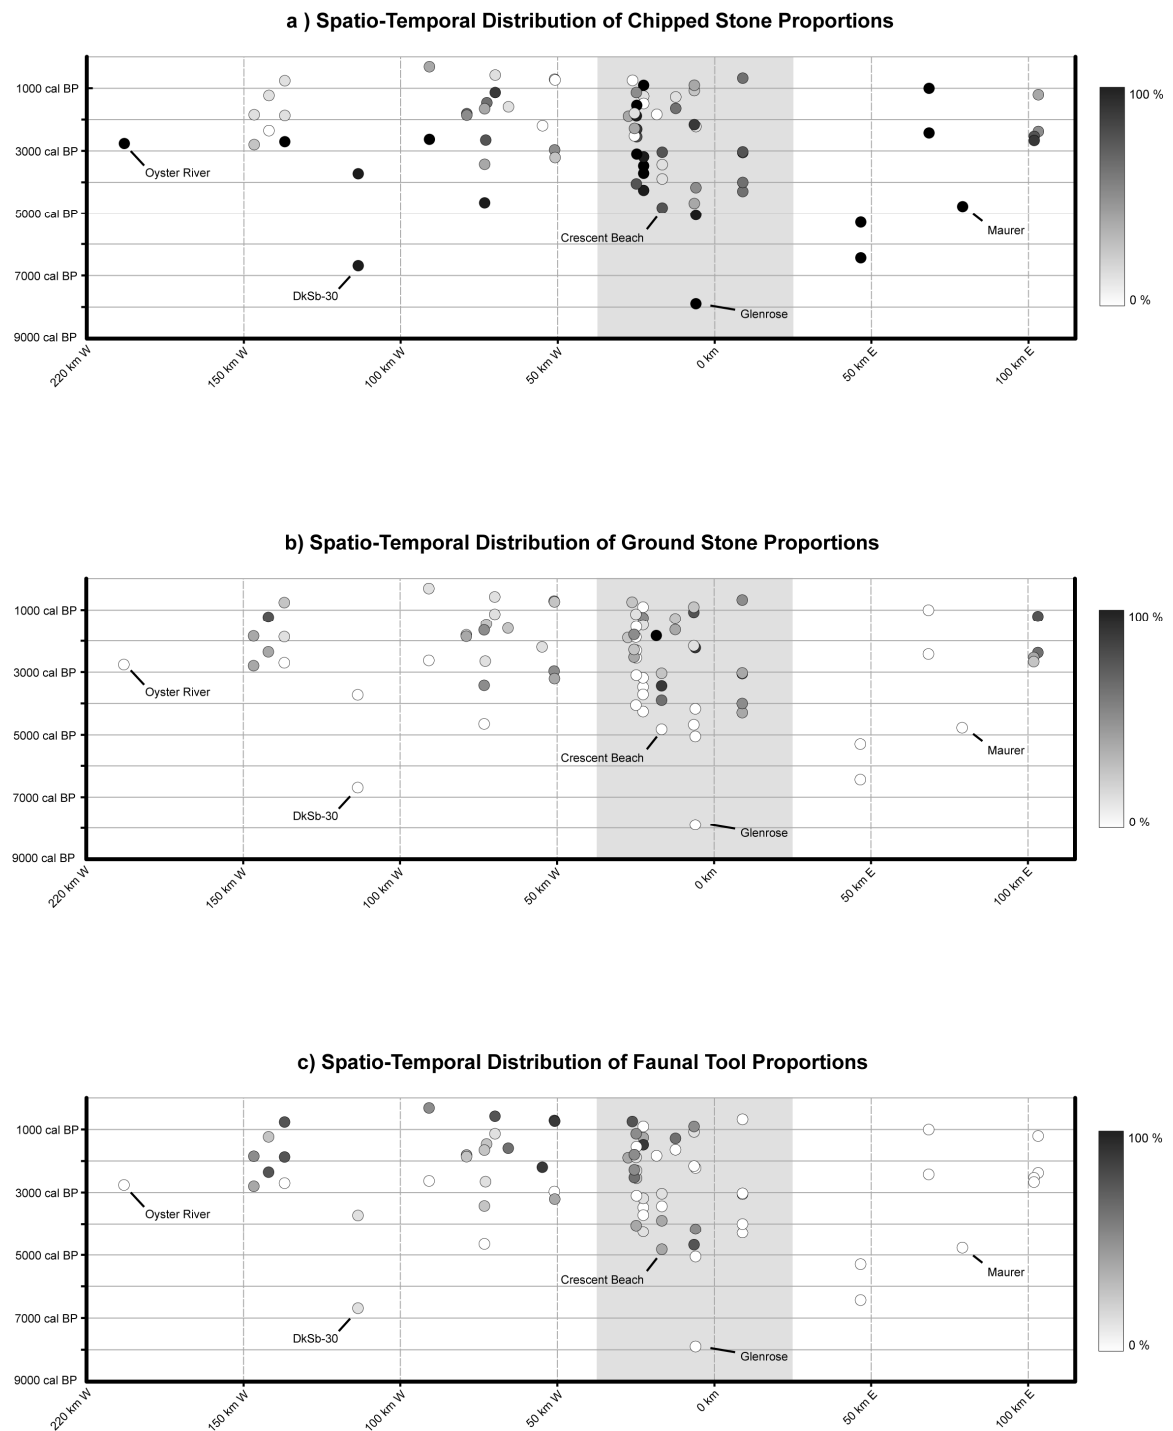 a ) Spatio-Temporal Distribution of Chipped Stone Proportions
1000 cal BP
3000 cal BP
5000 cal BP
7000 cal BP
9000 cal BP
Oyster River
DkSb-30
Crescent Beach
Glenrose
Maurer
100 %
0 %
220 km W
150 km W
100 km W
50 km W
0 km
50 km E
100 km E
b) Spatio-Temporal Distribution of Ground Stone Proportions
1000 cal BP
3000 cal BP
5000 cal BP
7000 cal BP
9000 cal BP
Oyster River
DkSb-30
Crescent Beach
Glenrose
Maurer
100 %
0 %
220 km W
150 km W
100 km W
50 km W
0 km
50 km E
100 km E
c) Spatio-Temporal Distribution of Faunal Tool Proportions
1000 cal BP
3000 cal BP
5000 cal BP
7000 cal BP
9000 cal BP
Oyster River
DkSb-30
Crescent Beach
Glenrose
Maurer
100 %
0 %
220 km W
150 km W
100 km W
50 km W
0 km
50 km E
100 km E